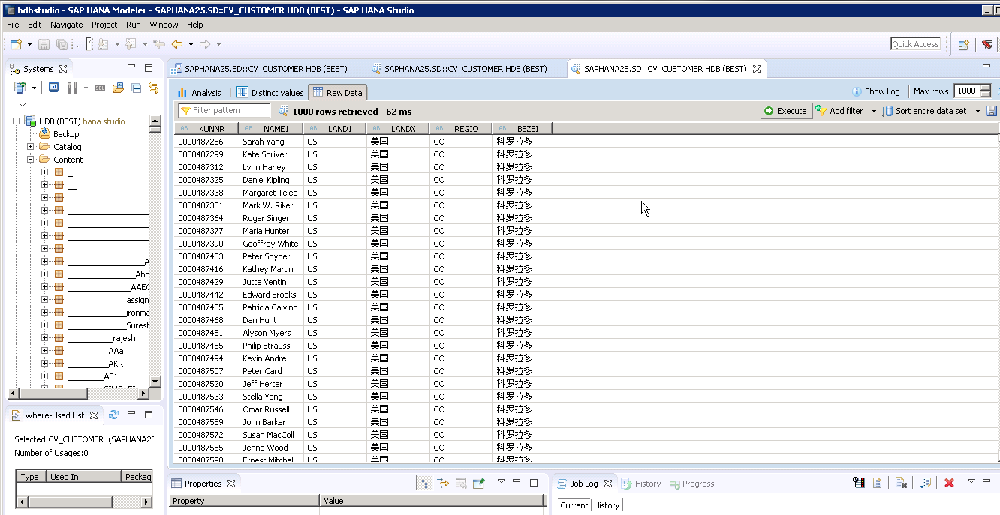 hdbstudio - SAP HANA Modeler - SAPHANA25.SD::CV_CUSTOMER HDB (BEST) - SAP HANA Studio
File Edit Navigate Project Run Window Help
Quick Access
Systems
SAPHANA25.SD::CV_CUSTOMER HDB (BEST) SAPHANA25.SD::CV_CUSTOMER HDB (BEST) SAPHANA25.SD::CV_CUSTOMER HDB (BEST)
SQL
Analysis Distinct values Raw Data Show Log Max rows: 1000
Filter pattern 1000 rows retrieved - 62 ms Execute Add filter Sort entire data set
HDB (BEST) hana studio
Backup
Catalog
Content
_
__
_____
A
Abh
AAEC
assign
ironma
Suresh
__________rajesh
_________AAa
_________AKR
________AB1
AB KUNNR AB NAME1 AB LAND1 AB LANDX AB REGIO AB BEZEI
0000487286 Sarah Yang US 美国 CO 科罗拉多
0000487299 Kate Shriver US 美国 CO 科罗拉多
0000487312 Lynn Harley US 美国 CO 科罗拉多
0000487325 Daniel Kipling US 美国 CO 科罗拉多
0000487338 Margaret Telep US 美国 CO 科罗拉多
0000487351 Mark W. Riker US 美国 CO 科罗拉多
0000487364 Roger Singer US 美国 CO 科罗拉多
0000487377 Maria Hunter US 美国 CO 科罗拉多
0000487390 Geoffrey White US 美国 CO 科罗拉多
0000487403 Peter Snyder US 美国 CO 科罗拉多
0000487416 Kathey Martini US 美国 CO 科罗拉多
0000487429 Jutta Ventin US 美国 CO 科罗拉多
0000487442 Edward Brooks US 美国 CO 科罗拉多
0000487455 Patricia Calvino US 美国 CO 科罗拉多
0000487468 Dan Hunt US 美国 CO 科罗拉多
0000487481 Alyson Myers US 美国 CO 科罗拉多
0000487485 Philip Strauss US 美国 CO 科罗拉多
0000487494 Kevin Andre... US 美国 CO 科罗拉多
0000487507 Peter Card US 美国 CO 科罗拉多
0000487520 Jeff Herter US 美国 CO 科罗拉多
0000487533 Stella Yang US 美国 CO 科罗拉多
0000487546 Omar Russell US 美国 CO 科罗拉多
0000487559 John Barker US 美国 CO 科罗拉多
0000487572 Susan MacColl US 美国 CO 科罗拉多
0000487585 Jenna Wood US 美国 CO 科罗拉多
0000487598 Ernest Mitchell US 美国 CO 科罗拉多
Where-Used List
Selected:CV_CUSTOMER (SAPHANA25
Number of Usages:0
Type Used In Package
Properties
Property Value
Job Log History Progress
Current History